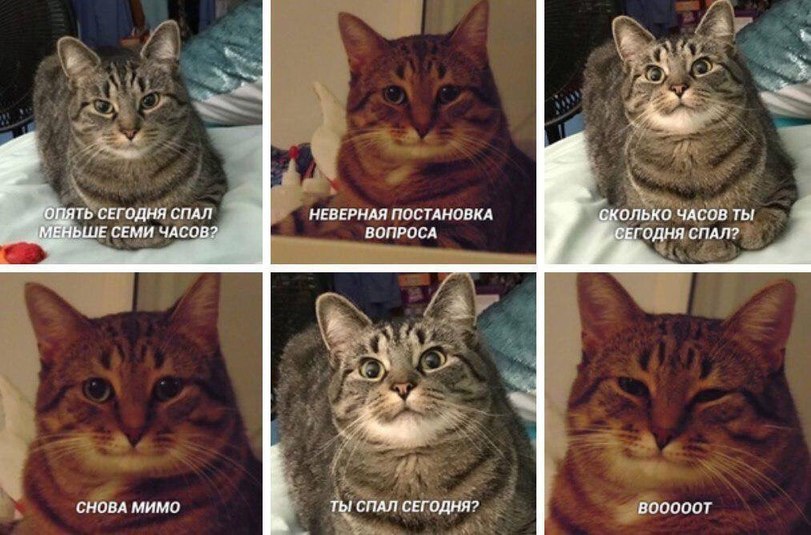 ОПЯТЬ СЕГОДНЯ СПАЛ
МЕНЬШЕ СЕМИ ЧАСОВ?
НЕВЕРНАЯ ПОСТАНОВКА
ВОПРОСА
СКОЛЬКО ЧАСОВ ТЫ
СЕГОДНЯ СПАЛ?
СНОВА МИМО
ТЫ СПАЛ СЕГОДНЯ?
ВОООООТ